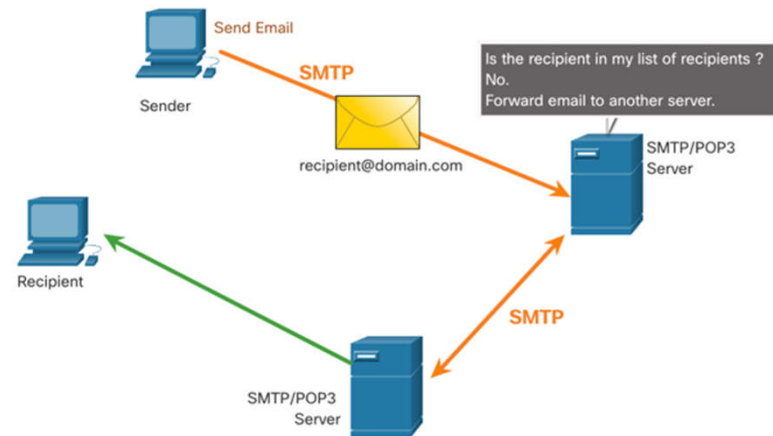 Send Email
SMTP
Sender
recipient@domain.com
Is the recipient in my list of recipients ?
No.
Forward email to another server.
SMTP/POP3
Server
Recipient
SMTP
SMTP/POP3
Server